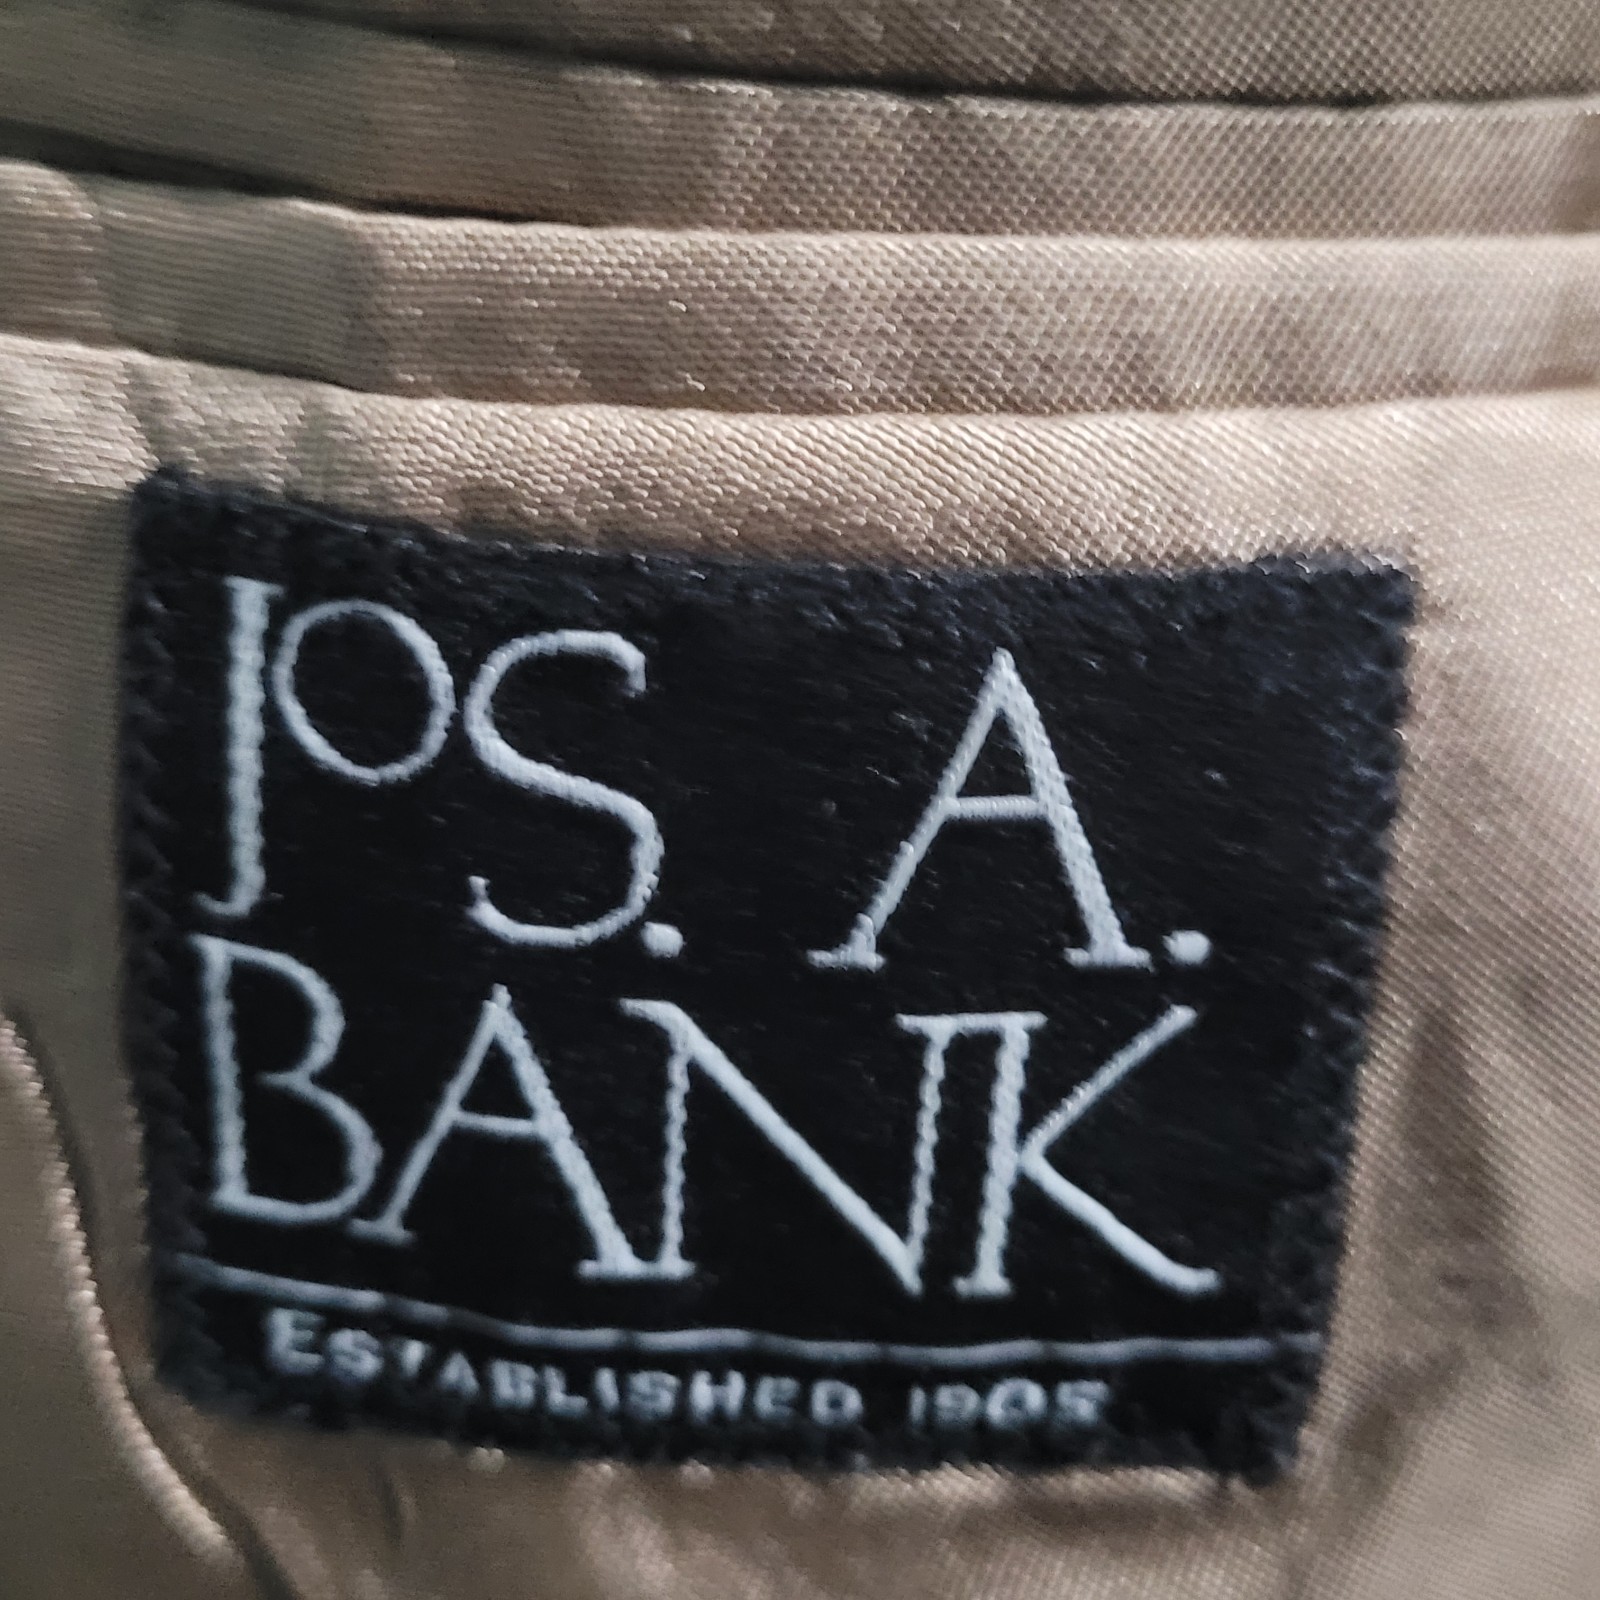 Jos. A.
BANK
ESTABLISHED 1905